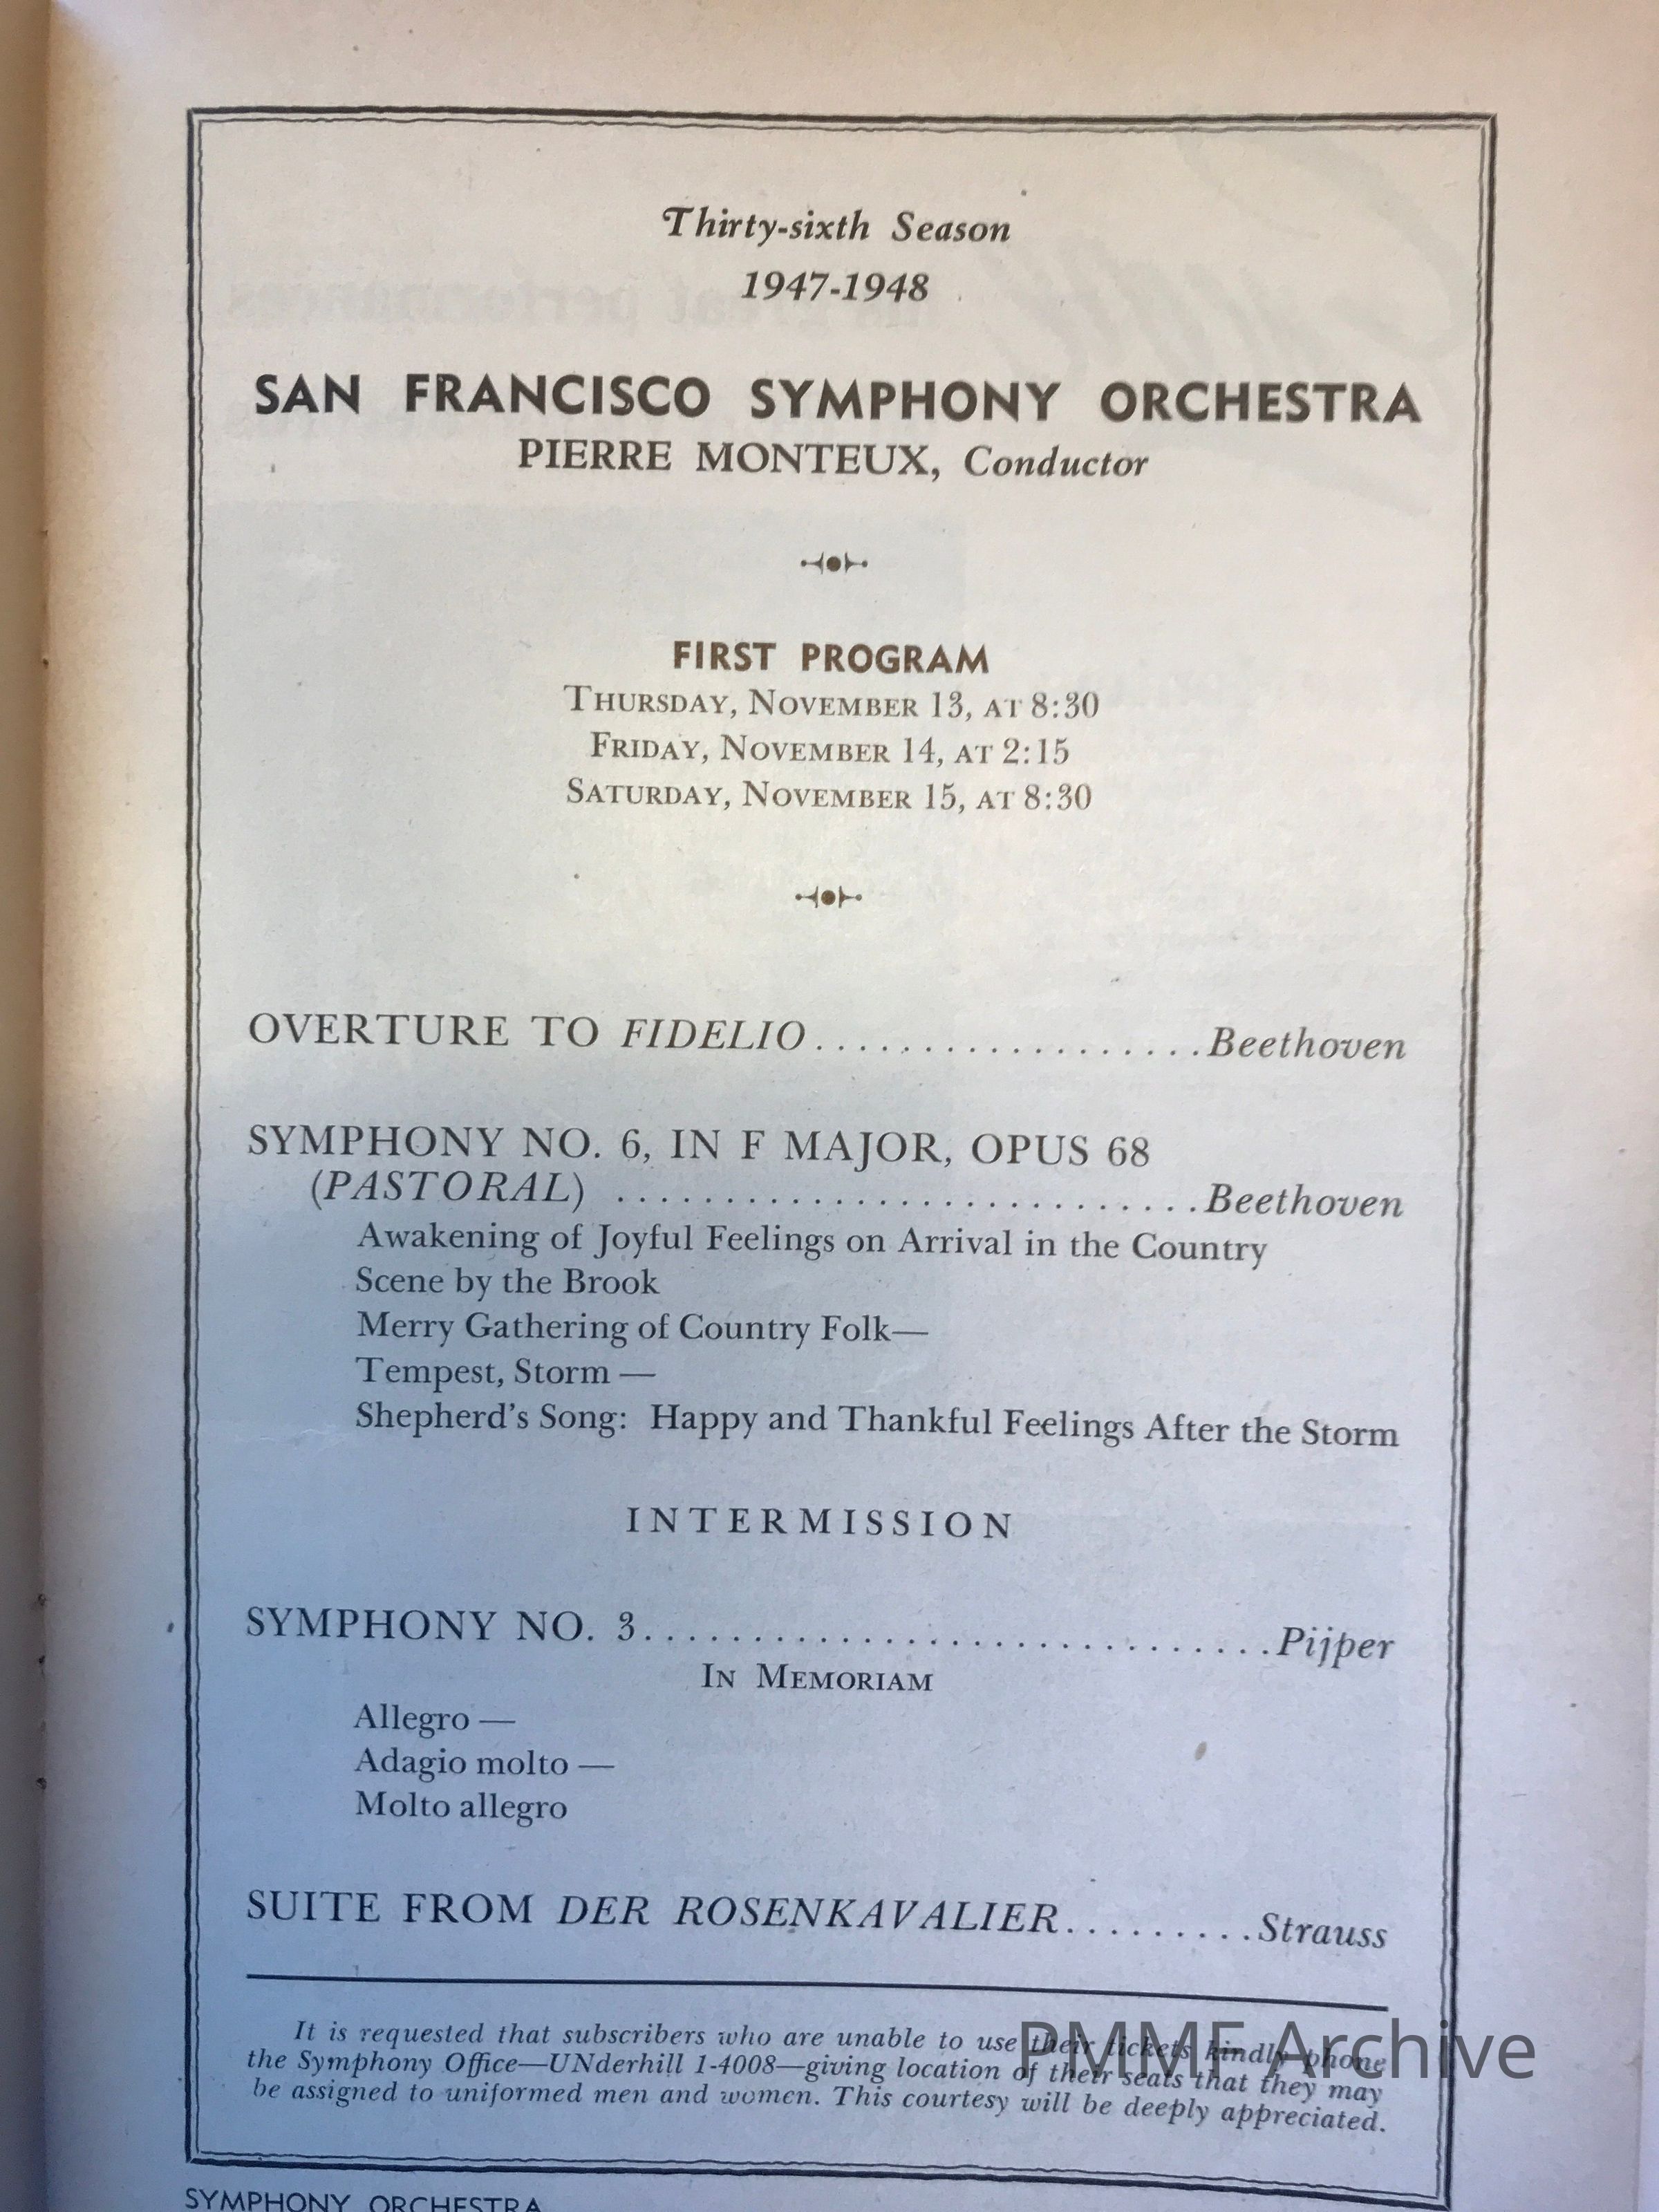 Thirty-sixth Season
1947-1948
SAN FRANCISCO SYMPHONY ORCHESTRA
PIERRE MONTEUX, Conductor
FIRST PROGRAM
THURSDAY, NOVEMBER 13, AT 8:30
FRIDAY, NOVEMBER 14, AT 2:15
SATURDAY, NOVEMBER 15, AT 8:30
OVERTURE TO FIDELIO..................Beethoven
SYMPHONY NO. 6, IN F MAJOR, OPUS 68
(PASTORAL) ...........................Beethoven
Awakening of Joyful Feelings on Arrival in the Country
Scene by the Brook
Merry Gathering of Country Folk—
Tempest, Storm —
Shepherd's Song: Happy and Thankful Feelings After the Storm
INTERMISSION
SYMPHONY NO. 3.............................Pijper
IN MEMORIAM
Allegro —
Adagio molto —
Molto allegro
SUITE FROM DER ROSENKAVALIER.........Strauss
It is requested that subscribers who are unable to use their tickets kindly phone
the Symphony Office—UNderhill 1-4008—giving location of their seats that they may
be assigned to uniformed men and women. This courtesy will be deeply appreciated.
PMMF Archive
SYMPHONY ORCHESTRA